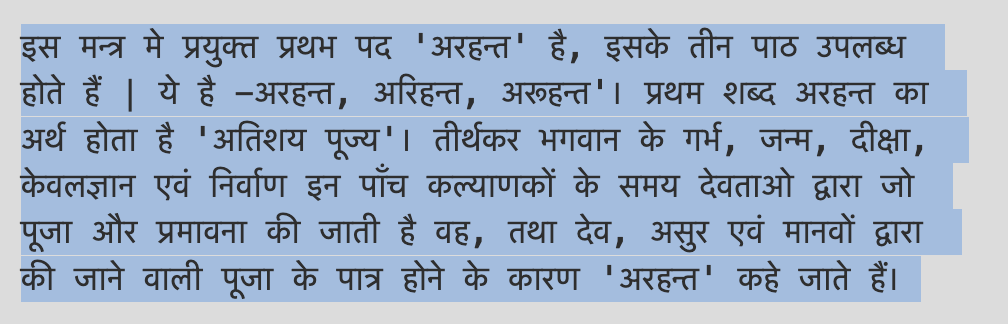 इस मन्त्र मे प्रयुक्त प्रथभ पद 'अरहन्त' है, इसके तीन पाठ उपलब्ध
होते हैं | ये है –अरहन्त, अरिहन्त, अरूहन्त'। प्रथम शब्द अरहन्त का
अर्थ होता है 'अतिशय पूज्य'। तीर्थकर भगवान के गर्भ, जन्म, दीक्षा,
केवलज्ञान एवं निर्वाण इन पाँच कल्याणकों के समय देवताओ द्वारा जो
पूजा और प्रमावना की जाती है वह, तथा देव, असुर एवं मानवों द्वारा
की जाने वाली पूजा के पात्र होने के कारण 'अरहन्त' कहे जाते हैं।